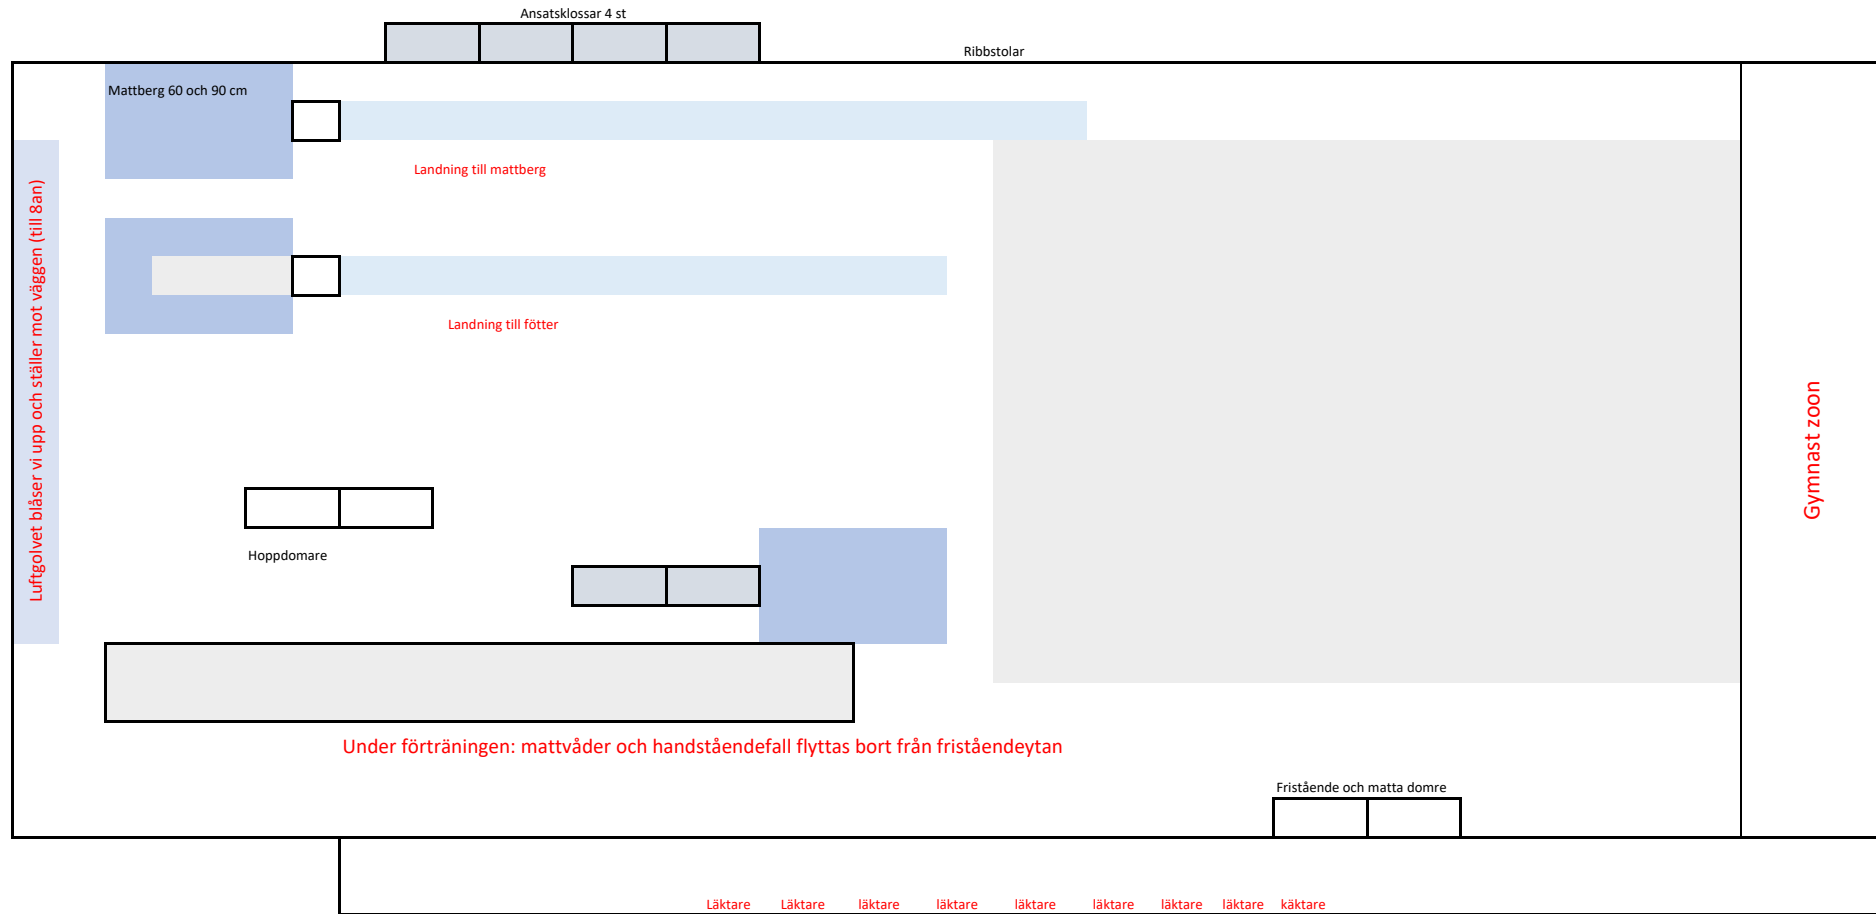 Ansatsklossar 4 st
Ribbstolar
Mattberg 60 och 90 cm
Landning till mattberg
Luftgolvet blåser vi upp och ställer mot väggen (till 8an)
Landning till fötter
Gymnast zoon
Hoppdomare
Under förträningen: mattvåder och handståendefall flyttas bort från friståendeytan
Fristående och matta domre
Läktare Läktare läktare läktare läktare läktare läktare läktare käktare